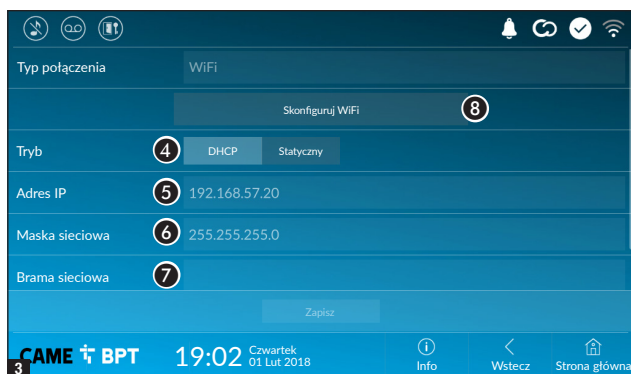 Typ połączenia WiFi
Skonfiguruj WiFi 8
Tryb 4 DHCP Statyczny
Adres IP 5 192.168.57.20
Maska sieciowa 6 255.255.255.0
Brama sieciowa 7
Zapisz
3 CAME BPT 19:02 Czwartek
01 Lut 2018
Info Wstecz Strona główna